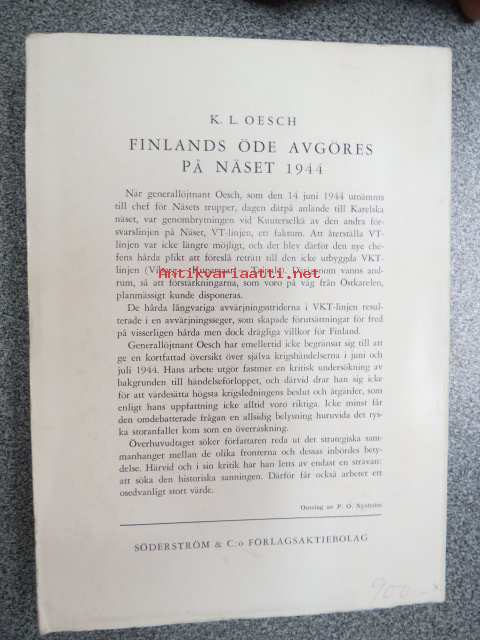 K. L. OESCH
FINLANDS ÖDE AVGÖRES
PÅ NÄSET 1944
När generallöjtnant Oesch, som den 14 juni 1944 utnämnts
till chef för Näsets trupper, dagen därpå anlände till Karelska
näset, var genombrytningen vid Kuuterselkä av den andra för-
svarslinjen på Näset, VT-linjen, ett faktum. Att återställa VT-
linjen var icke längre möjligt, och det blev därför den nye che-
fens hårda plikt att föreslå reträtt till den icke utbyggda VKT-
linjen Därigenom vanns and-
antikvariaatti.net
rum, så att förstärkningarna, som voro på väg från Östkarelen,
planmässigt kunde disponeras.
De hårda långvariga avvärjningsstriderna i VKT-linjen resul-
terade i en avvärjningsseger, som skapade förutsättningar för fred
på visserligen hårda men dock drägliga villkor för Finland.
Generallöjtnant Oesch har emellertid icke begränsat sig till att
ge en kortfattad översikt över själva krigshändelserna i juni och
juli 1944. Hans arbete utgör fastmer en kritisk undersökning av
bakgrunden till händelseförloppet, och därvid drar han sig icke
för att värdesätta högsta krigsledningens beslut och åtgärder, som
enligt hans uppfattning icke alltid voro riktiga. Icke minst får
den omdebatterade frågan en allsidig belysning huruvida det rys-
ka storanfallet kom som en överraskning.
Överhuvudtaget söker författaren reda ut det strategiska sam-
manhanget mellan de olika fronterna och dessas inbördes bety-
delse. Härvid och i sin kritik har han letts av endast en strävan:
att söka den historiska sanningen. Därför får också arbetet ett
osedvanligt stort värde.
Omslag av P. O. Nyström
SÖDERSTRÖM & C:o FÖRLAGSAKTIEBOLAG
900